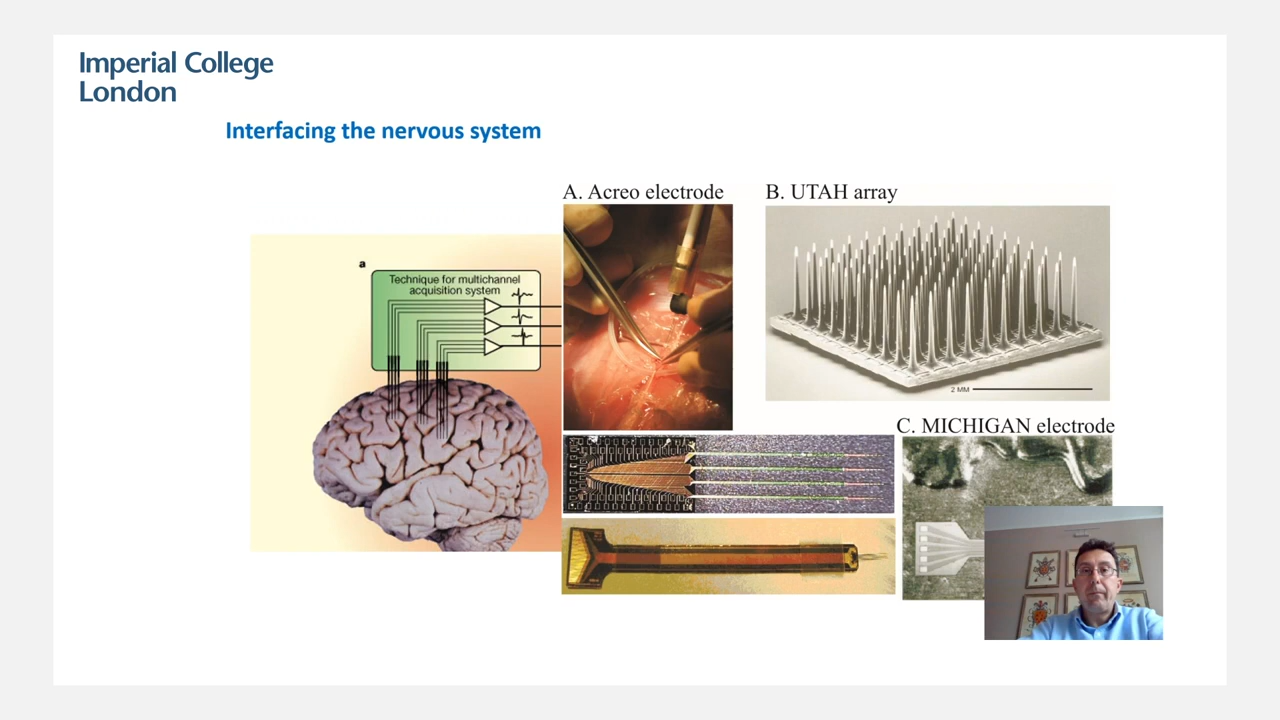 Imperial College
London
Interfacing the nervous system
A. Acreo electrode
B. UTAH array
a
Technique for multichannel
acquisition system
2 MM
C. MICHIGAN electrode